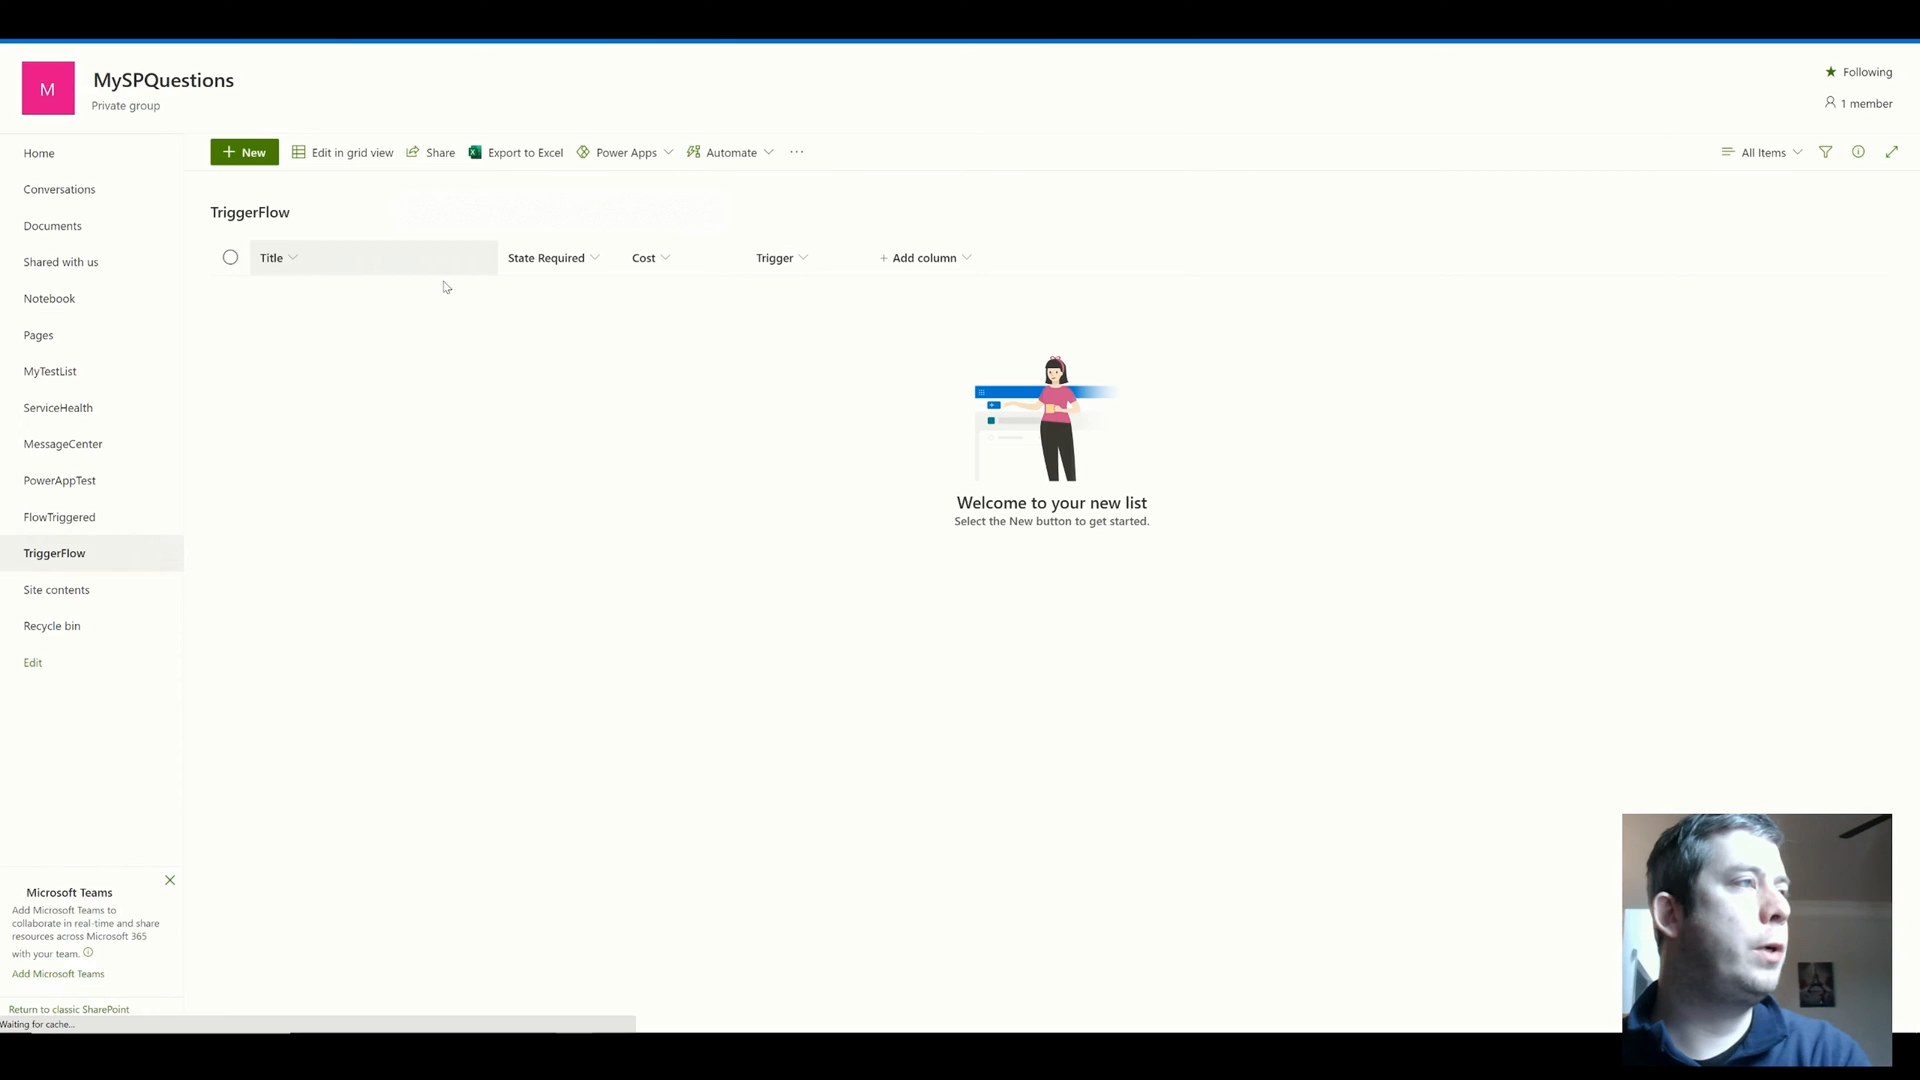 M
MySPQuestions
Private group
Following
1 member
Home
Conversations
Documents
Shared with us
Notebook
Pages
MyTestList
ServiceHealth
MessageCenter
PowerAppTest
FlowTriggered
TriggerFlow
Site contents
Recycle bin
Edit
+ New
Edit in grid view
Share
Export to Excel
Power Apps
Automate
...
All Items
TriggerFlow
Title
State Required
Cost
Trigger
+ Add column
Welcome to your new list
Select the New button to get started.
Microsoft Teams
Add Microsoft Teams to
collaborate in real-time and share
resources across Microsoft 365
with your team.
Add Microsoft Teams
Return to classic SharePoint
Waiting for cache...